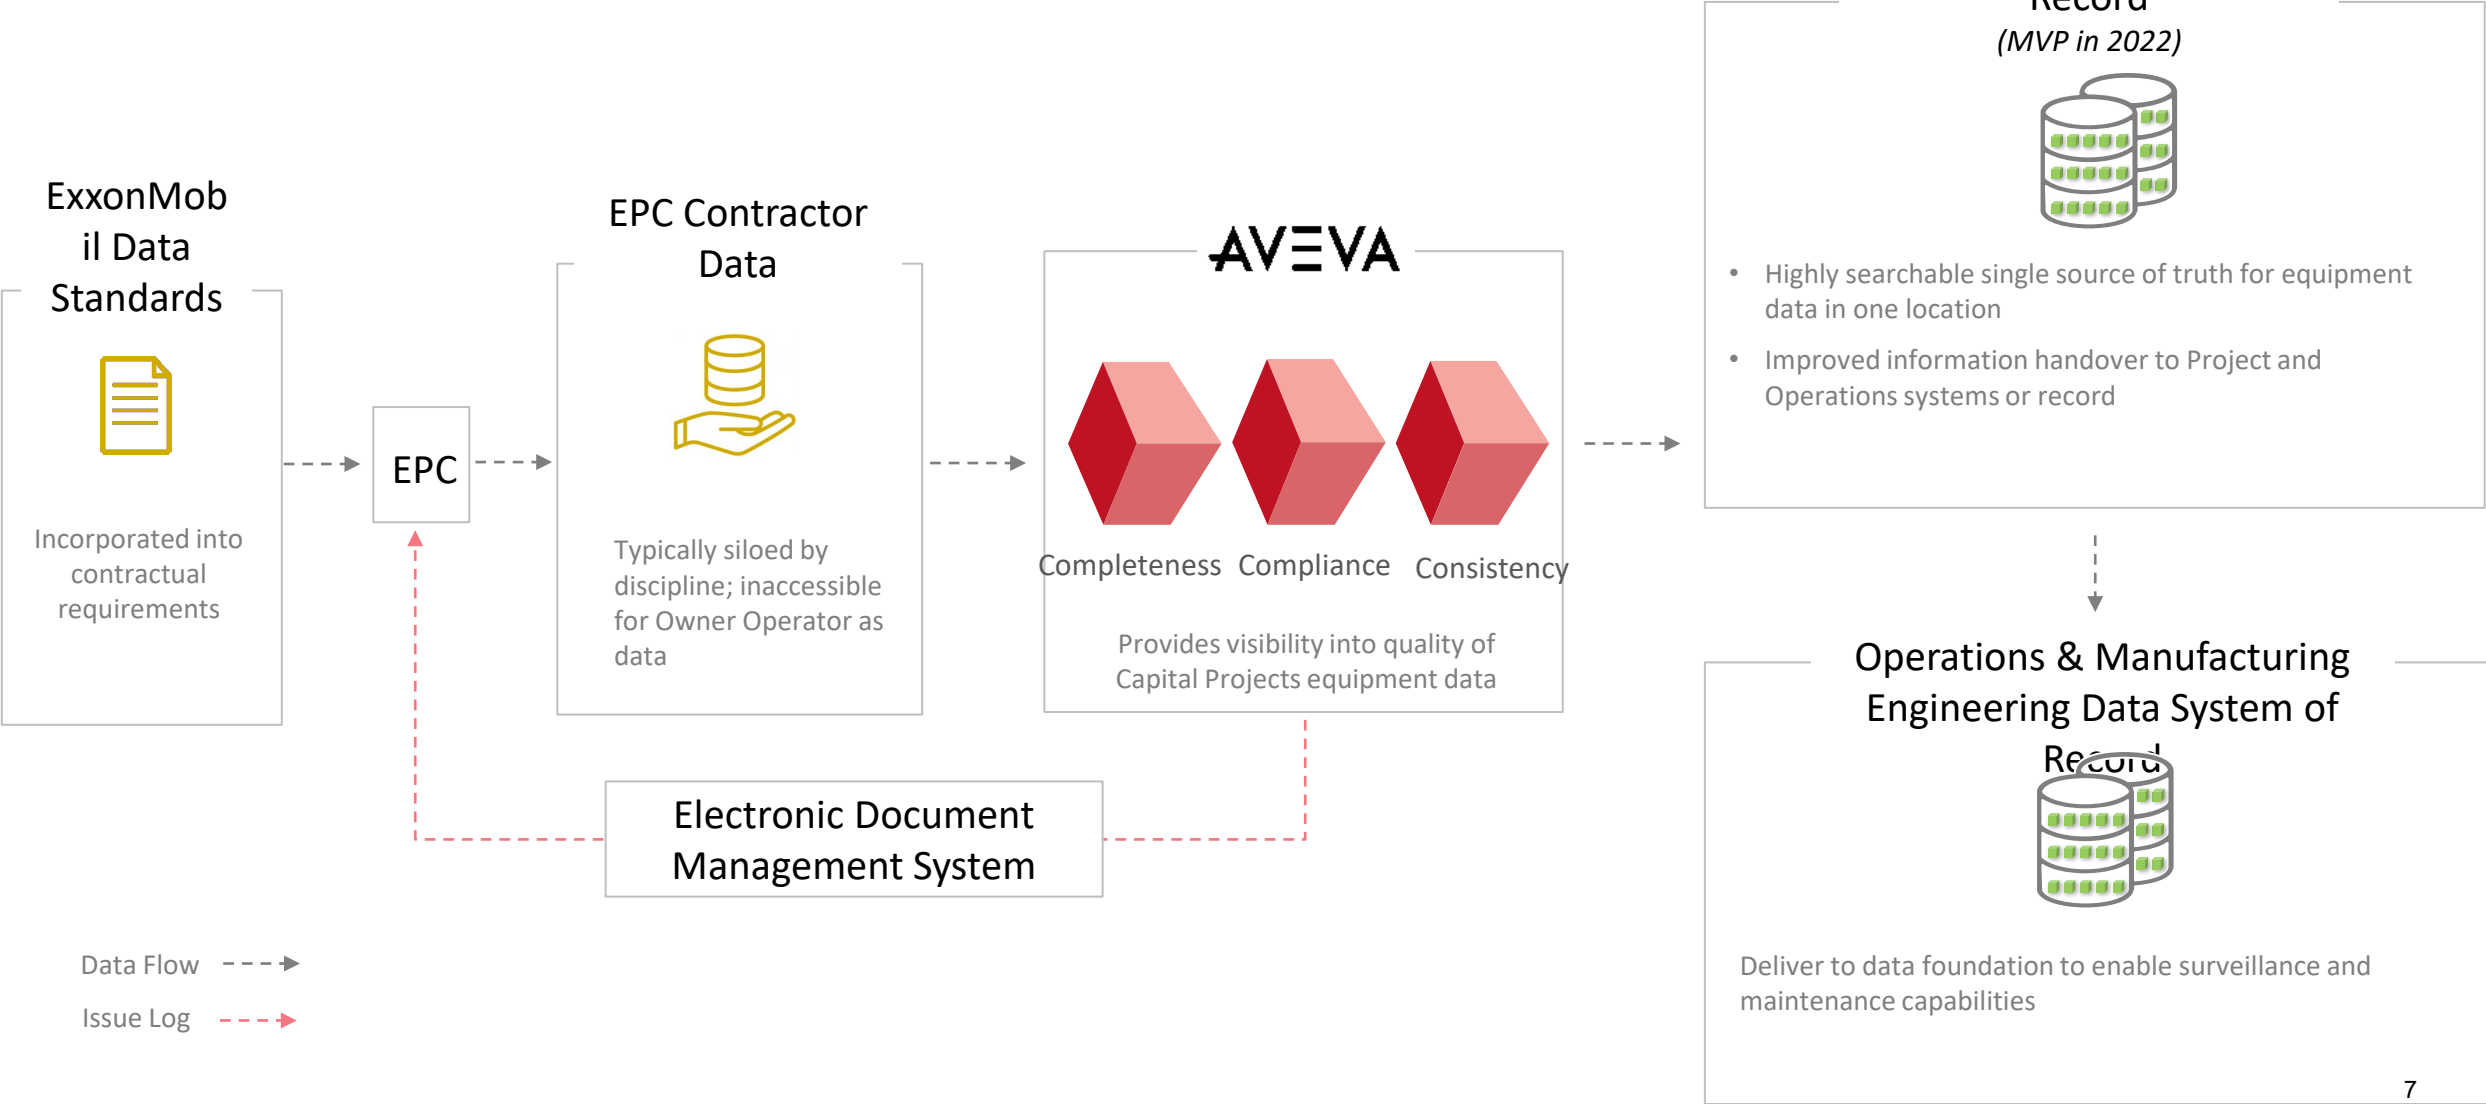 ExxonMob
il Data
Standards
Incorporated into
contractual
requirements
EPC
EPC Contractor
Data
Typically siloed by
discipline; inaccessible
for Owner Operator as
data
AVEVA
Completeness Compliance Consistency
Provides visibility into quality of
Capital Projects equipment data
Electronic Document
Management System
Record
(MVP in 2022)
• Highly searchable single source of truth for equipment
data in one location
• Improved information handover to Project and
Operations systems or record
Operations & Manufacturing
Engineering Data System of
Record
Deliver to data foundation to enable surveillance and
maintenance capabilities
Data Flow
Issue Log
7